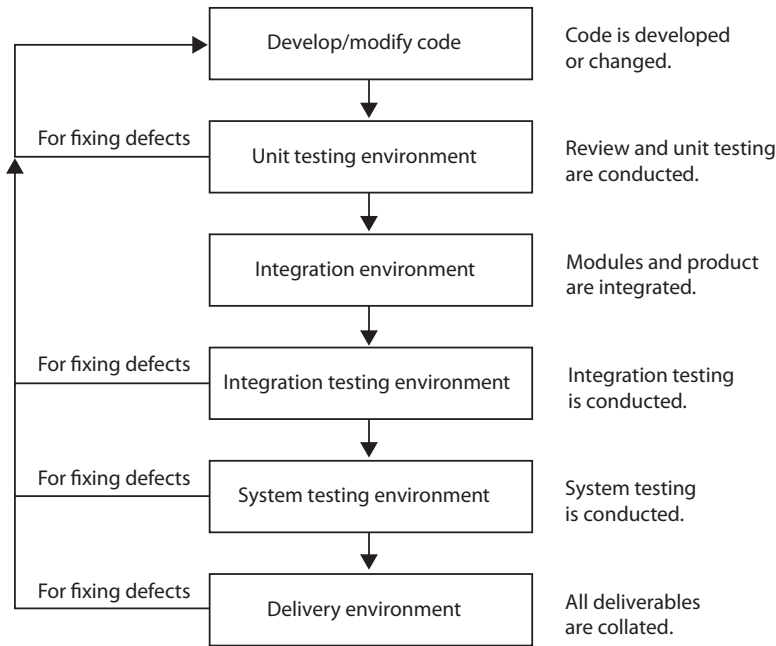 Develop/modify code
Code is developed
or changed.
For fixing defects
Unit testing environment
Review and unit testing
are conducted.
Integration environment
Modules and product
are integrated.
For fixing defects
Integration testing environment
Integration testing
is conducted.
For fixing defects
System testing environment
System testing
is conducted.
For fixing defects
Delivery environment
All deliverables
are collated.